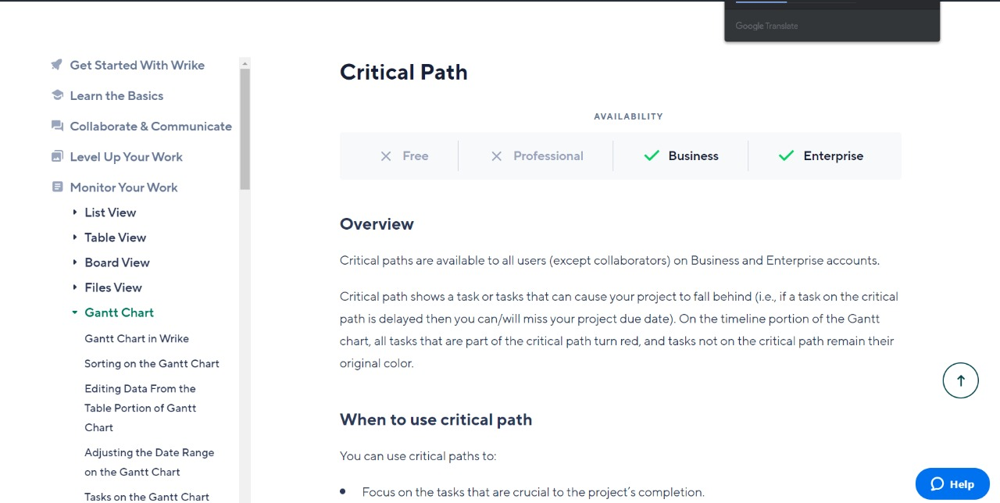 Google Translate
Get Started With Wrike
Learn the Basics
Collaborate & Communicate
Level Up Your Work
Monitor Your Work
List View
Table View
Board View
Files View
Gantt Chart
Gantt Chart in Wrike
Sorting on the Gantt Chart
Editing Data From the
Table Portion of Gantt
Chart
Adjusting the Date Range
on the Gantt Chart
Tasks on the Gantt Chart
Critical Path
AVAILABILITY
Free Professional Business Enterprise
Overview
Critical paths are available to all users (except collaborators) on Business and Enterprise accounts.
Critical path shows a task or tasks that can cause your project to fall behind (i.e., if a task on the critical
path is delayed then you can/will miss your project due date). On the timeline portion of the Gantt
chart, all tasks that are part of the critical path turn red, and tasks not on the critical path remain their
original color.
When to use critical path
You can use critical paths to:
• Focus on the tasks that are crucial to the project's completion.
Help